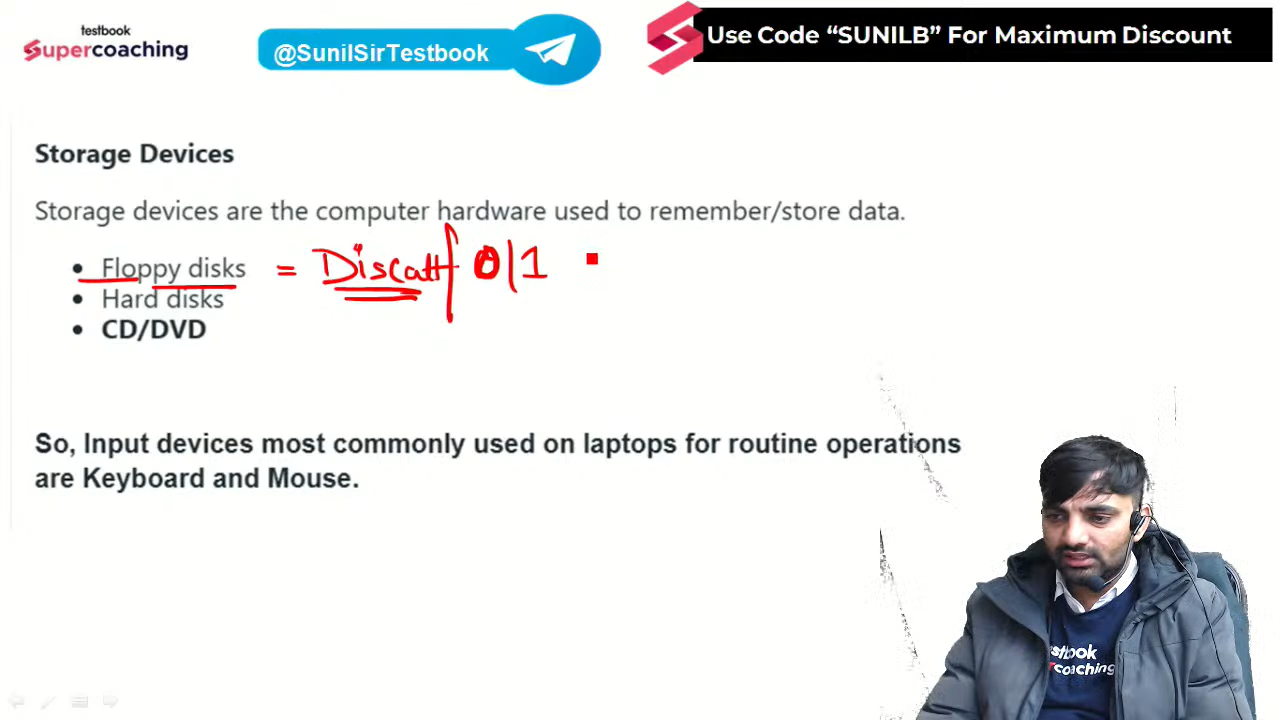 testbook
Supercoaching
@SunilSirTestbook
Use Code “SUNILB” For Maximum Discount
Storage Devices
Storage devices are the computer hardware used to remember/store data.
• Floppy disks = Discatt 0|1
• Hard disks
• CD/DVD
So, Input devices most commonly used on laptops for routine operations
are Keyboard and Mouse.
testbook
coaching